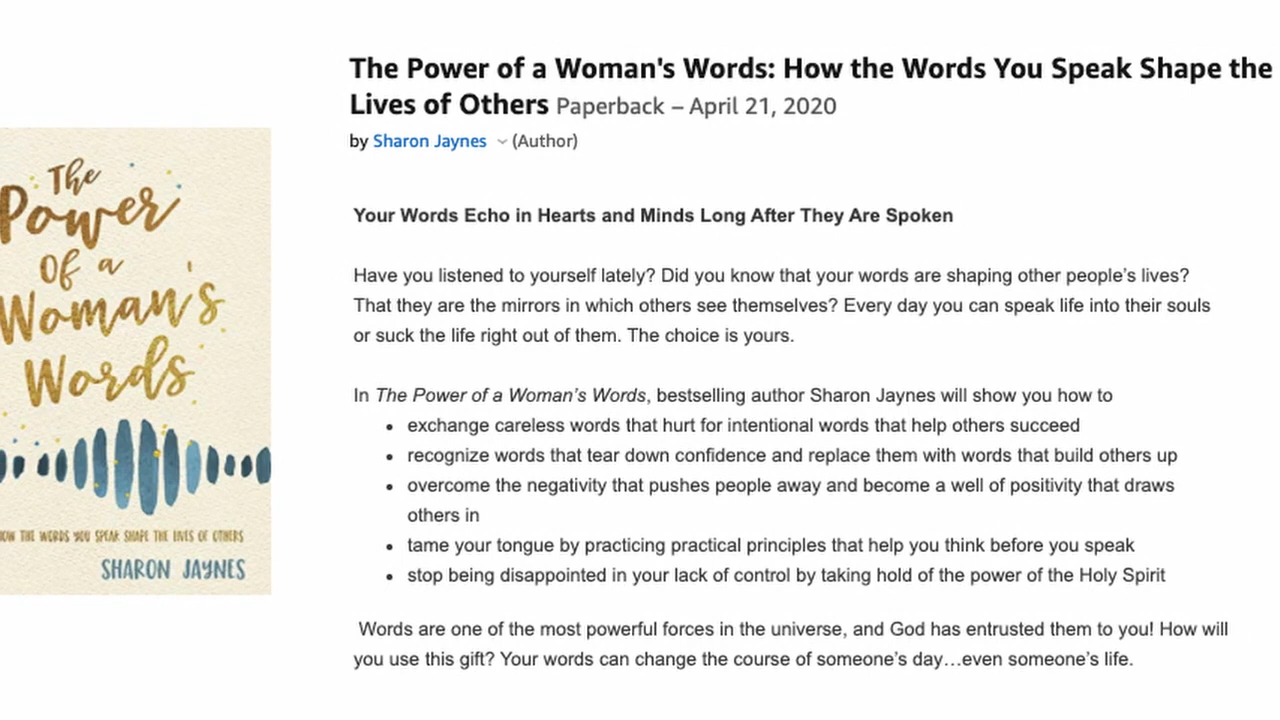 The Power of a Woman's Words: How the Words You Speak Shape the
Lives of Others Paperback – April 21, 2020
by Sharon Jaynes (Author)
The
Power
Of a
Woman's
Words
HOW THE WORDS YOU SPEAK SHAPE THE LIVES OF OTHERS
SHARON JAYNES
Your Words Echo in Hearts and Minds Long After They Are Spoken
Have you listened to yourself lately? Did you know that your words are shaping other people’s lives?
That they are the mirrors in which others see themselves? Every day you can speak life into their souls
or suck the life right out of them. The choice is yours.
In The Power of a Woman’s Words, bestselling author Sharon Jaynes will show you how to
• exchange careless words that hurt for intentional words that help others succeed
• recognize words that tear down confidence and replace them with words that build others up
• overcome the negativity that pushes people away and become a well of positivity that draws
others in
• tame your tongue by practicing practical principles that help you think before you speak
• stop being disappointed in your lack of control by taking hold of the power of the Holy Spirit
Words are one of the most powerful forces in the universe, and God has entrusted them to you! How will
you use this gift? Your words can change the course of someone’s day…even someone’s life.